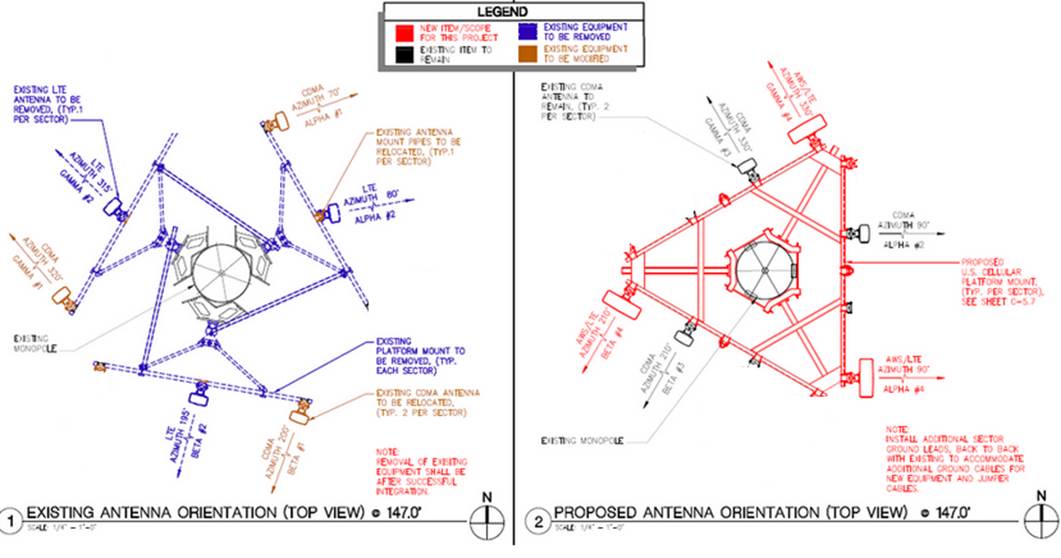 LEGEND
NEW ITEM/SCOPE
FOR THIS PROJECT
EXISTING EQUIPMENT
TO BE REMOVED
EXISTING ITEM TO
REMAIN
EXISTING EQUIPMENT
TO BE MODIFIED
EXISTING LTE
ANTENNA TO BE
REMOVED, (TYP.1
PER SECTOR)
CDMA
AZIMUTH 70°
ALPHA #1
EXISTING ANTENNA
MOUNT PIPES TO BE
RELOCATED, (TYP.1
PER SECTOR)
LTE
AZIMUTH 315°
GAMMA #2
LTE
AZIMUTH 80°
ALPHA #2
CDMA
AZIMUTH 320°
GAMMA #1
EXISTING
MONOPOLE
EXISTING
PLATFORM MOUNT TO
BE REMOVED, (TYP.
EACH SECTOR)
EXISTING CDMA ANTENNA
TO BE RELOCATED,
(TYP. 2 PER SECTOR)
LTE
AZIMUTH 195°
BETA #2
CDMA
AZIMUTH 200°
BETA #1
NOTE:
REMOVAL OF EXISITNG
EQUIPMENT SHALL BE
AFTER SUCCESSFUL
INTEGRATION.
1
EXISTING ANTENNA ORIENTATION (TOP VIEW) @ 147.0'
SCALE: 1/4" = 1'-0"
N
EXISTING CDMA
ANTENNA TO
REMAIN, (TYP. 2
PER SECTOR)
CDMA
AZIMUTH 330°
GAMMA #3
AWS/LTE
AZIMUTH 330°
GAMMA #4
CDMA
AZIMUTH 90°
ALPHA #2
PROPOSED
U.S. CELLULAR
PLATFORM MOUNT.
(TYP. PER SECTOR).
SEE SHEET C-5.7
AWS/LTE
AZIMUTH 210°
BETA #4
CDMA
AZIMUTH 210°
BETA #3
AWS/LTE
AZIMUTH 90°
ALPHA #4
EXISTING MONOPOLE
NOTE:
INSTALL ADDITIONAL SECTOR
GROUND LEADS, BACK TO BACK
WITH EXISTING TO ACCOMMODATE
ADDITIONAL GROUND CABLES FOR
NEW EQUIPMENT AND JUMPER
CABLES.
2
PROPOSED ANTENNA ORIENTATION (TOP VIEW) @ 147.0'
SCALE: 1/4" = 1'-0"
N